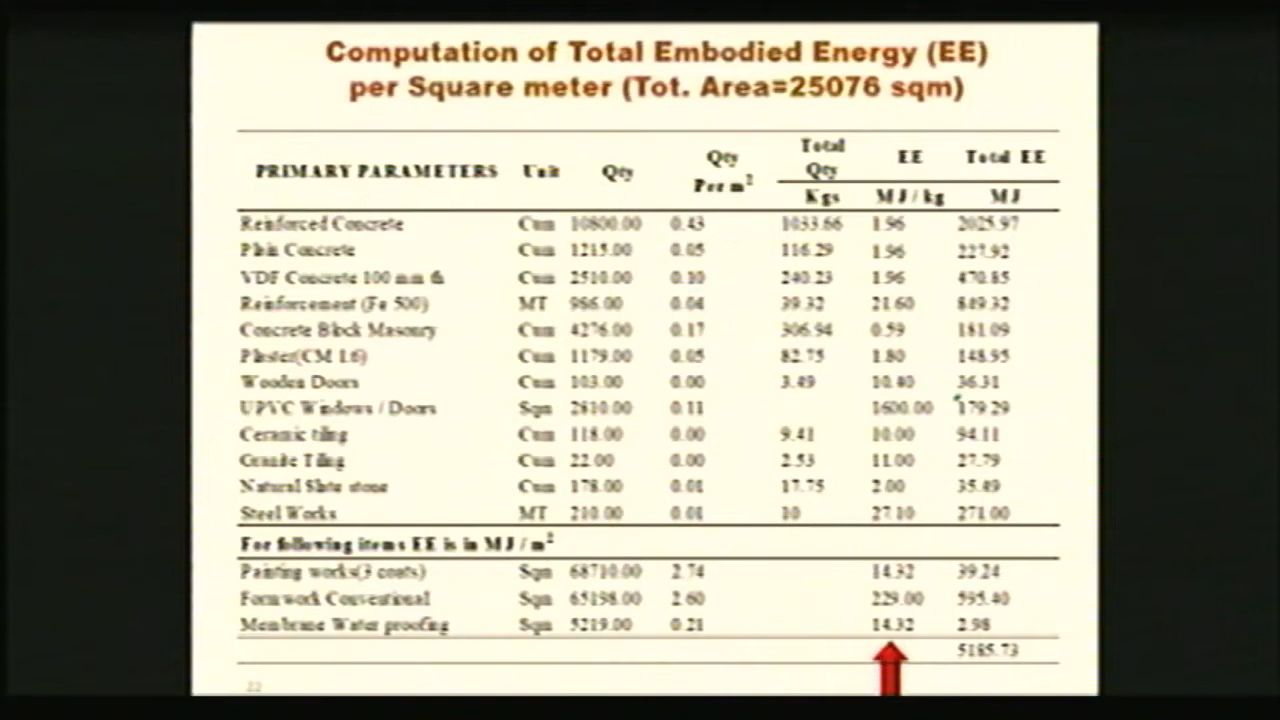 Computation of Total Embodied Energy (EE)
per Square meter (Tot. Area=25076 sqm)
PRIMARY PARAMETERS Unit Qty Qty Per m2 Total Qty EE Total EE
Kgs MJ/kg MJ
Reinforced Concrete Cum 10800.00 0.43 1033.66 1.96 2025.97
Plain Concrete Cum 1215.00 0.05 116.29 1.96 227.92
VDF Concrete 100 mm th Cum 2510.00 0.10 240.23 1.96 470.85
Reinforcement (Fe 500) MT 986.00 0.04 39.32 21.60 849.32
Concrete Block Masonry Cum 4276.00 0.17 306.94 0.59 181.09
Plaster(CM 1:6) Cum 1179.00 0.05 82.75 1.80 148.95
Wooden Doors Cum 103.00 0.00 3.49 10.40 36.31
UPVC Windows / Doors Sqm 2810.00 0.11 1600.00 179.29
Ceramic tiling Cum 118.00 0.00 9.41 10.00 94.11
Granite Tiling Cum 22.00 0.00 2.53 11.00 27.79
Natural Slate stone Cum 178.00 0.01 17.75 2.00 35.49
Steel Works MT 210.00 0.01 10 27.10 271.00
For following items EE is in MJ / m2
Painting works(3 coats) Sqm 68710.00 2.74 14.32 39.24
Formwork Conventional Sqm 65198.00 2.60 229.00 595.40
Membrane Water proofing Sqm 5219.00 0.21 14.32 2.98
5185.73
22